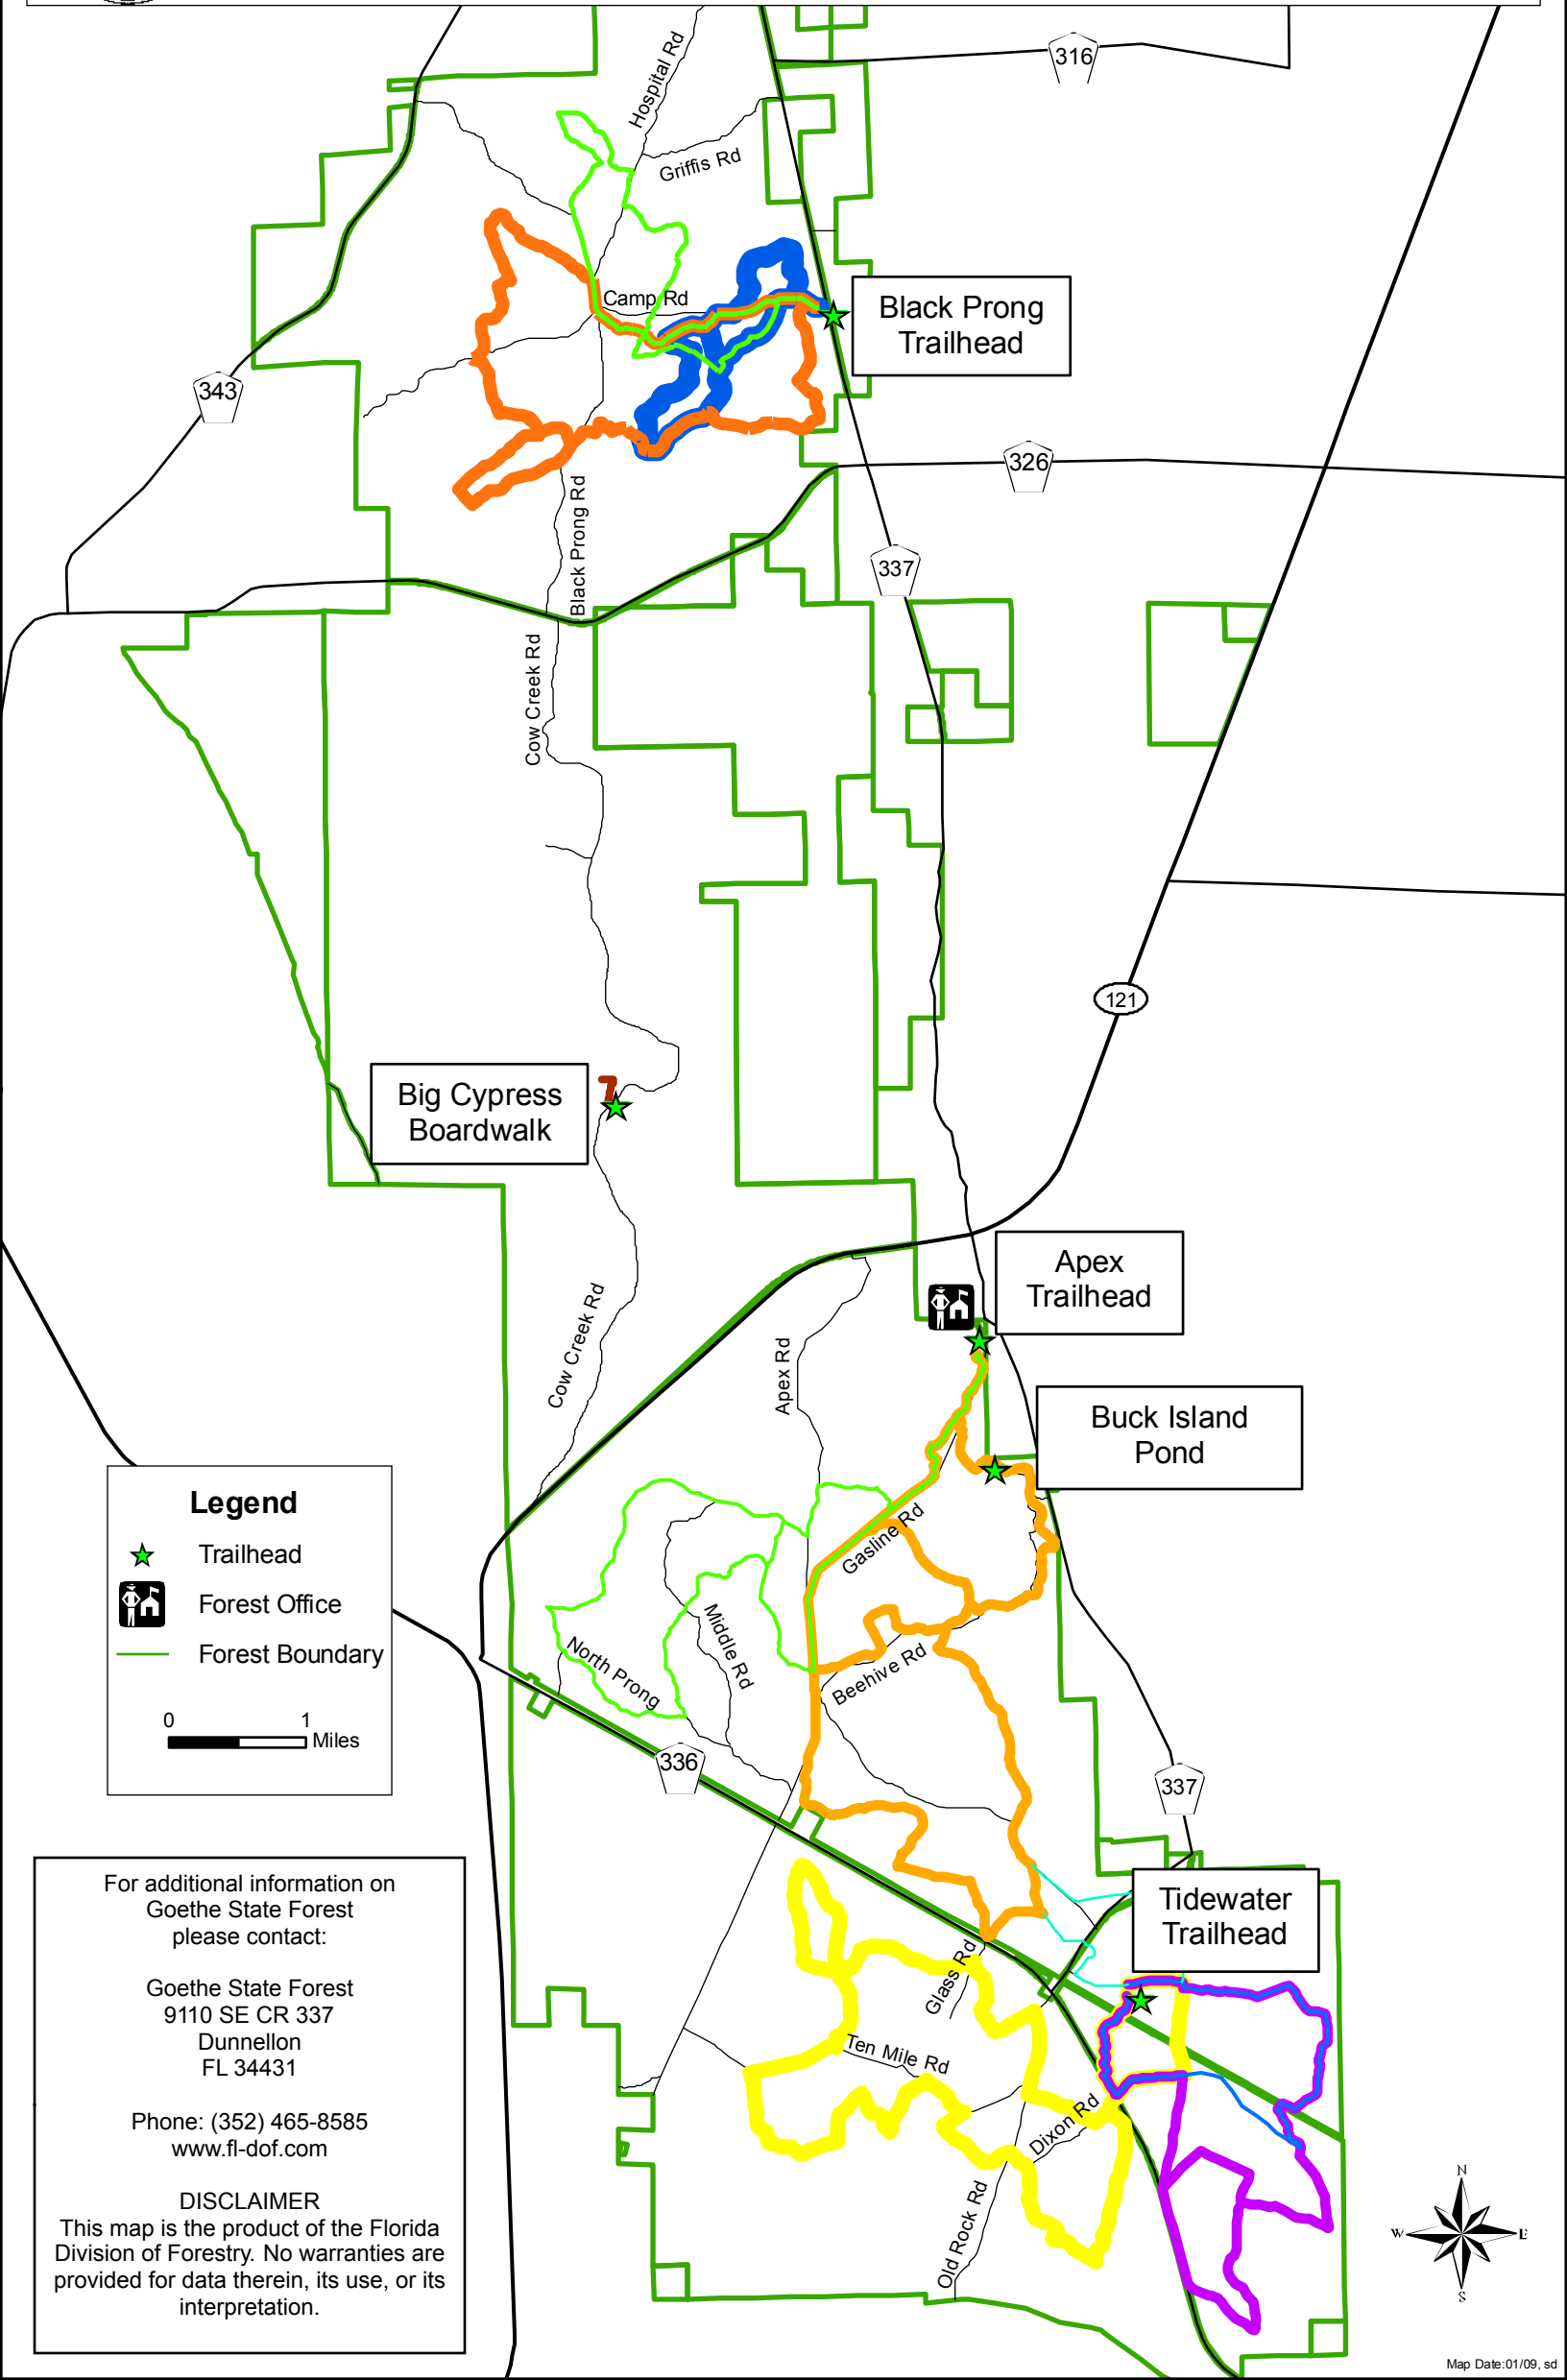 316
Hospital Rd
Griffis Rd
Camp Rd
Black Prong
Trailhead
343
326
Black Prong Rd
337
Cow Creek Rd
121
Big Cypress
Boardwalk
Apex
Trailhead
Cow Creek Rd
Apex Rd
Buck Island
Pond
Legend
Trailhead
Forest Office
Forest Boundary
0 1
Miles
Gasline Rd
Middle Rd
North Prong
Beehive Rd
336
337
For additional information on
Goethe State Forest
please contact:
Goethe State Forest
9110 SE CR 337
Dunnellon
FL 34431
Phone: (352) 465-8585
www.fl-dof.com
DISCLAIMER
This map is the product of the Florida
Division of Forestry. No warranties are
provided for data therein, its use, or its
interpretation.
Tidewater
Trailhead
Glass Rd
Ten Mile Rd
Dixon Rd
Old Rock Rd
N
W E
S
Map Date:01/09, sd